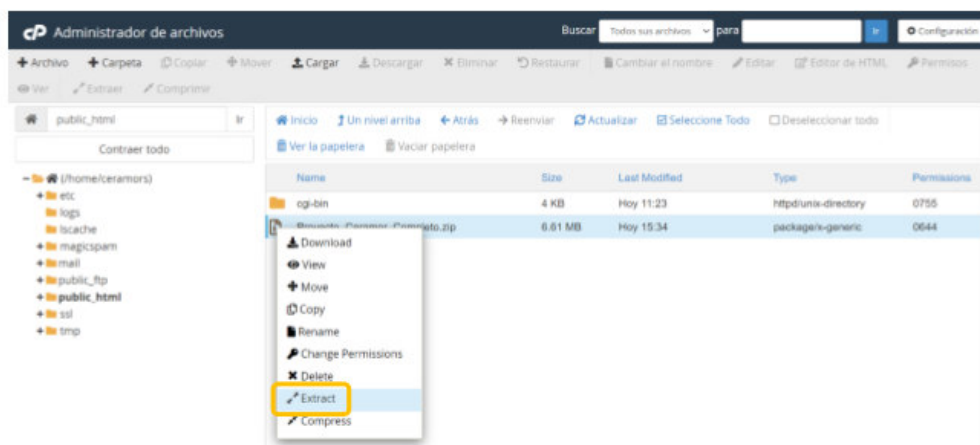 cP Administrador de archivos
Buscar Todos sus archivos para Ir Configuración
Archivo Carpeta Copiar Mover Cargar Descargar Eliminar Restaurar Cambiar el nombre Editar Editor de HTML Permisos
Ver Extraer Comprimir
public_html Ir
Inicio Un nivel arriba Atrás Reenviar Actualizar Seleccione Todo Deseleccionar todo
Contraer todo
Ver la papelera Vaciar papelera
(/home/ceramors)
etc
logs
lscache
magicspam
mail
public_ftp
public_html
ssl
tmp
Name Size Last Modified Type Permissions
cgi-bin 4 KB Hoy 11:23 httpd/unix-directory 0755
Proyecto_Ceramor_Completo.zip 6.61 MB Hoy 15:34 package/x-generic 0644
Download
View
Move
Copy
Rename
Change Permissions
Delete
Extract
Compress